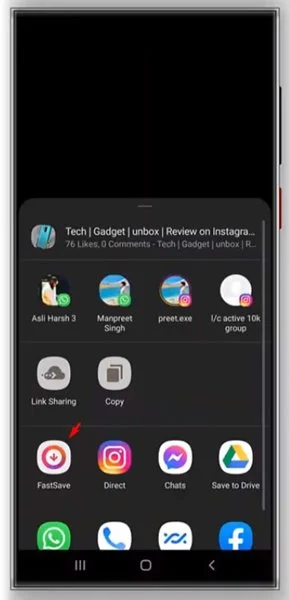 Tech | Gadget | unbox | Review on Instagra...
76 Likes, 0 Comments - Tech | Gadget | unbox | R...
Asli Harsh 3
Manpreet
Singh
preet.exe
I/c active 10k
group
Link Sharing
Copy
FastSave
Direct
Chats
Save to Drive